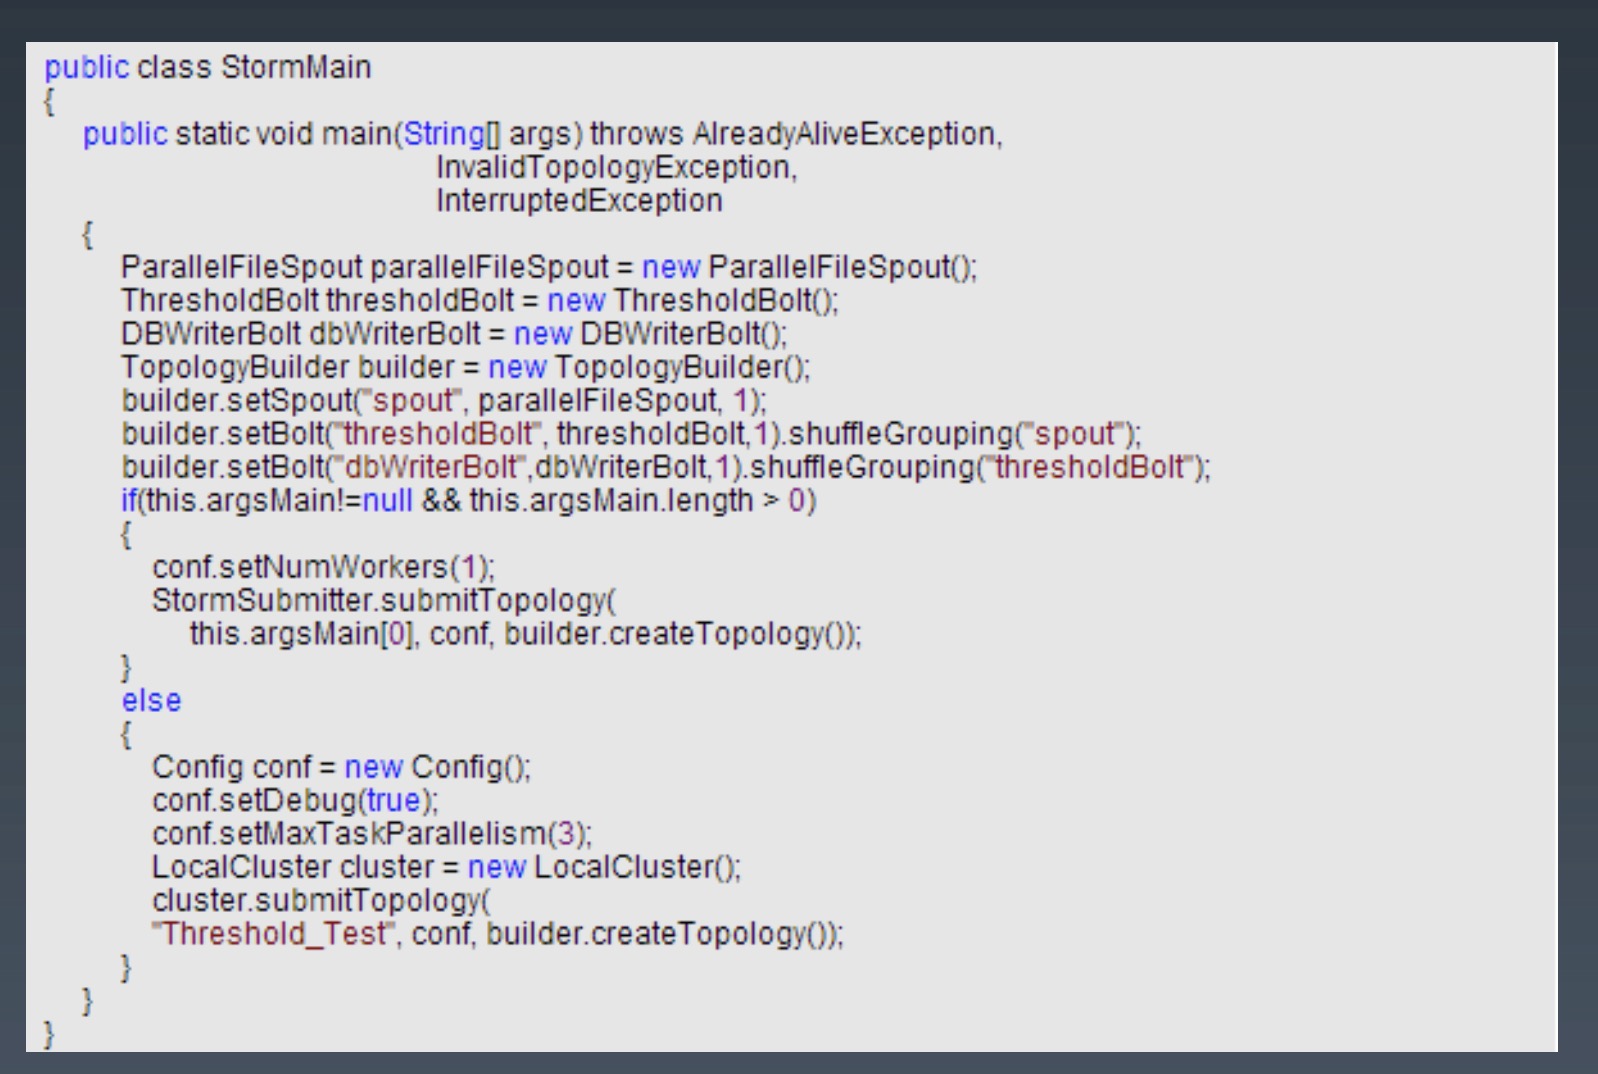 public class StormMain
{
public static void main(String[] args) throws AlreadyAliveException,
InvalidTopologyException,
InterruptedException
{
ParallelFileSpout parallelFileSpout = new ParallelFileSpout();
ThresholdBolt thresholdBolt = new ThresholdBolt();
DBWriterBolt dbWriterBolt = new DBWriterBolt();
TopologyBuilder builder = new TopologyBuilder();
builder.setSpout("spout", parallelFileSpout, 1);
builder.setBolt("thresholdBolt", thresholdBolt,1).shuffleGrouping("spout");
builder.setBolt("dbWriterBolt",dbWriterBolt,1).shuffleGrouping("thresholdBolt");
if(this.argsMain!=null && this.argsMain.length > 0)
{
conf.setNumWorkers(1);
StormSubmitter.submitTopology(
this.argsMain[0], conf, builder.createTopology());
}
else
{
Config conf = new Config();
conf.setDebug(true);
conf.setMaxTaskParallelism(3);
LocalCluster cluster = new LocalCluster();
cluster.submitTopology(
"Threshold_Test", conf, builder.createTopology());
}
}
}